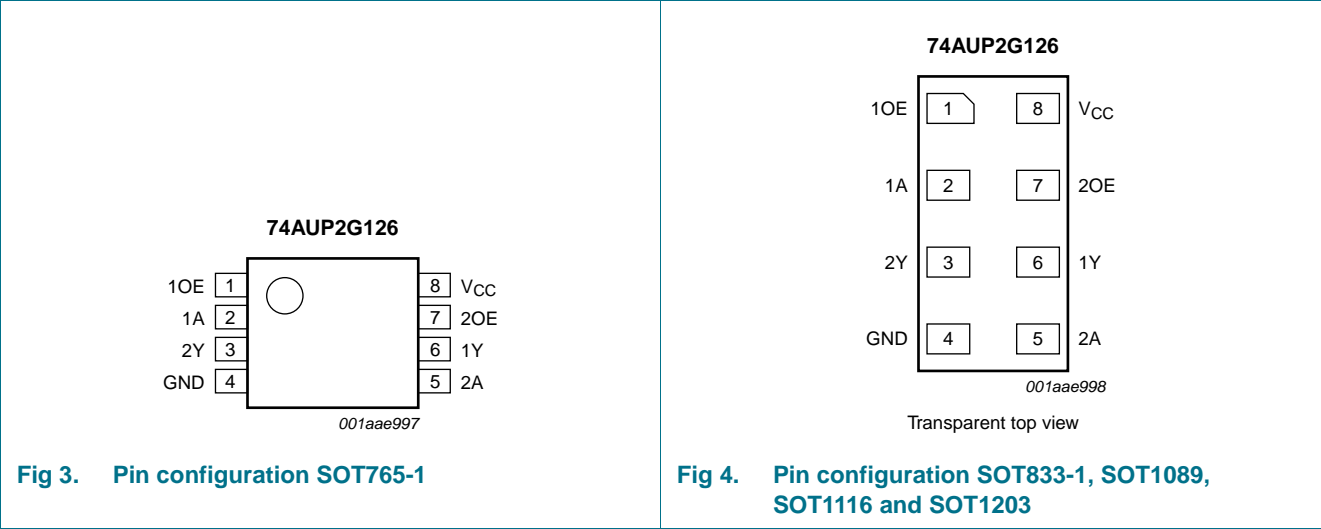 74AUP2G126
1OE 1 8 VCC
1A 2 7 2OE
2Y 3 6 1Y
GND 4 5 2A
001aae997
Fig 3. Pin configuration SOT765-1
74AUP2G126
1OE 1 8 VCC
1A 2 7 2OE
2Y 3 6 1Y
GND 4 5 2A
001aae998
Transparent top view
Fig 4. Pin configuration SOT833-1, SOT1089,
SOT1116 and SOT1203